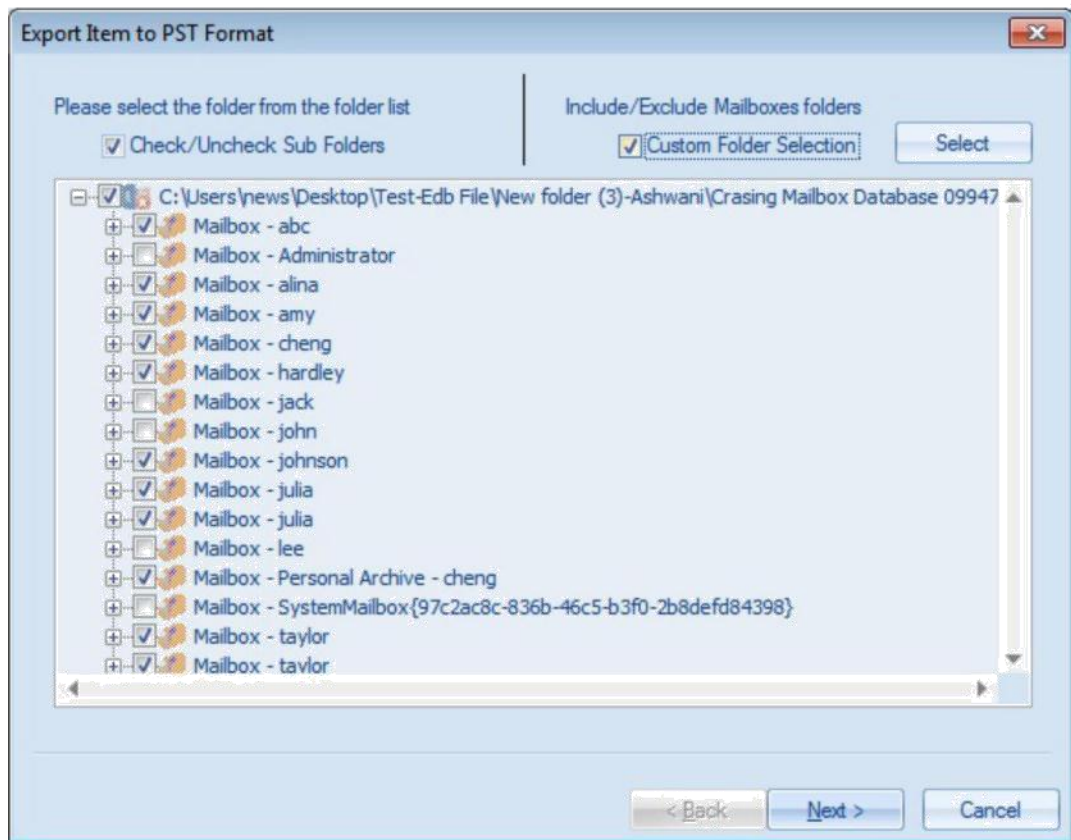 Export Item to PST Format
Please select the folder from the folder list
Include/Exclude Mailboxes folders
Check/Uncheck Sub Folders
Custom Folder Selection
Select
C:\Users\news\Desktop\Test-Edb File\New folder (3)-Ashwani\Crasing Mailbox Database 09947
Mailbox - abc
Mailbox - Administrator
Mailbox - alina
Mailbox - amy
Mailbox - cheng
Mailbox - hardley
Mailbox - jack
Mailbox - john
Mailbox - johnson
Mailbox - julia
Mailbox - julia
Mailbox - lee
Mailbox - Personal Archive - cheng
Mailbox - SystemMailbox{97c2ac8c-836b-46c5-b3f0-2b8defd84398}
Mailbox - taylor
Mailbox - taylor
< Back
Next >
Cancel